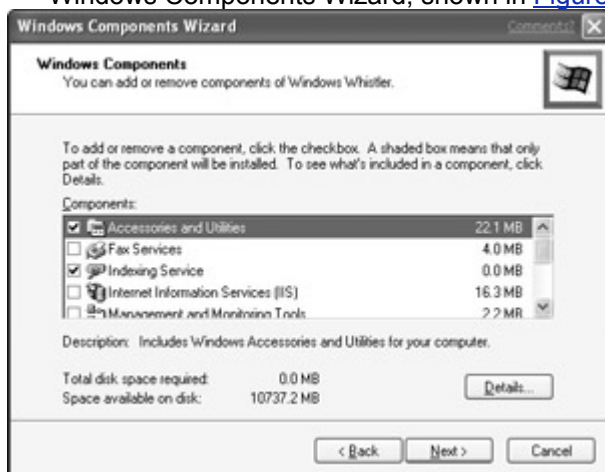 Windows Components Wizard, shown in Figure
Windows Components Wizard Comments?
Windows Components
You can add or remove components of Windows Whistler.
To add or remove a component, click the checkbox. A shaded box means that only
part of the component will be installed. To see what's included in a component, click
Details.
Components:
Accessories and Utilities 22.1 MB
Fax Services 4.0 MB
Indexing Service 0.0 MB
Internet Information Services (IIS) 16.3 MB
Management and Monitoring Tools 2.2 MB
Description: Includes Windows Accessories and Utilities for your computer.
Total disk space required: 0.0 MB
Space available on disk: 10737.2 MB
Details...
< Back Next > Cancel